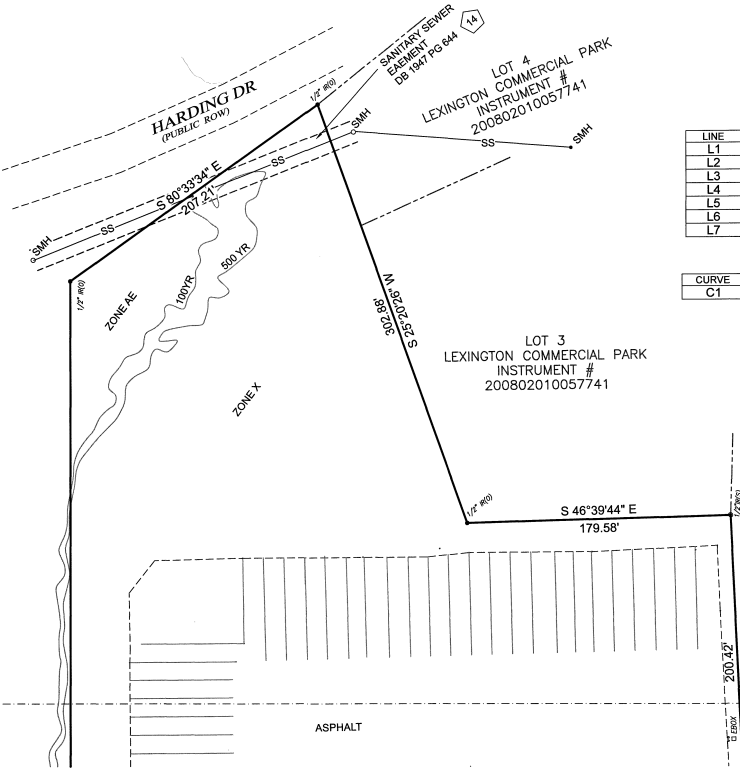 SANITARY SEWER
EAEMENT
DB 1947 PG 644
14
HARDING DR
(PUBLIC ROW)
1/2" IR(O)
LOT 4
LEXINGTON COMMERCIAL PARK
INSTRUMENT #
200802010057741
SMH
SS
SMH
S 80°33'34" E
207.21'
SS
SS
SMH
1/2" IR(O)
ZONE AE
100YR
500 YR
ZONE X
S 25°20'26" W
302.88'
LINE
L1
L2
L3
L4
L5
L6
L7
CURVE
C1
LOT 3
LEXINGTON COMMERCIAL PARK
INSTRUMENT #
200802010057741
1/2" IR(O)
S 46°39'44" E
179.58'
200.42'
EBOX
ASPHALT